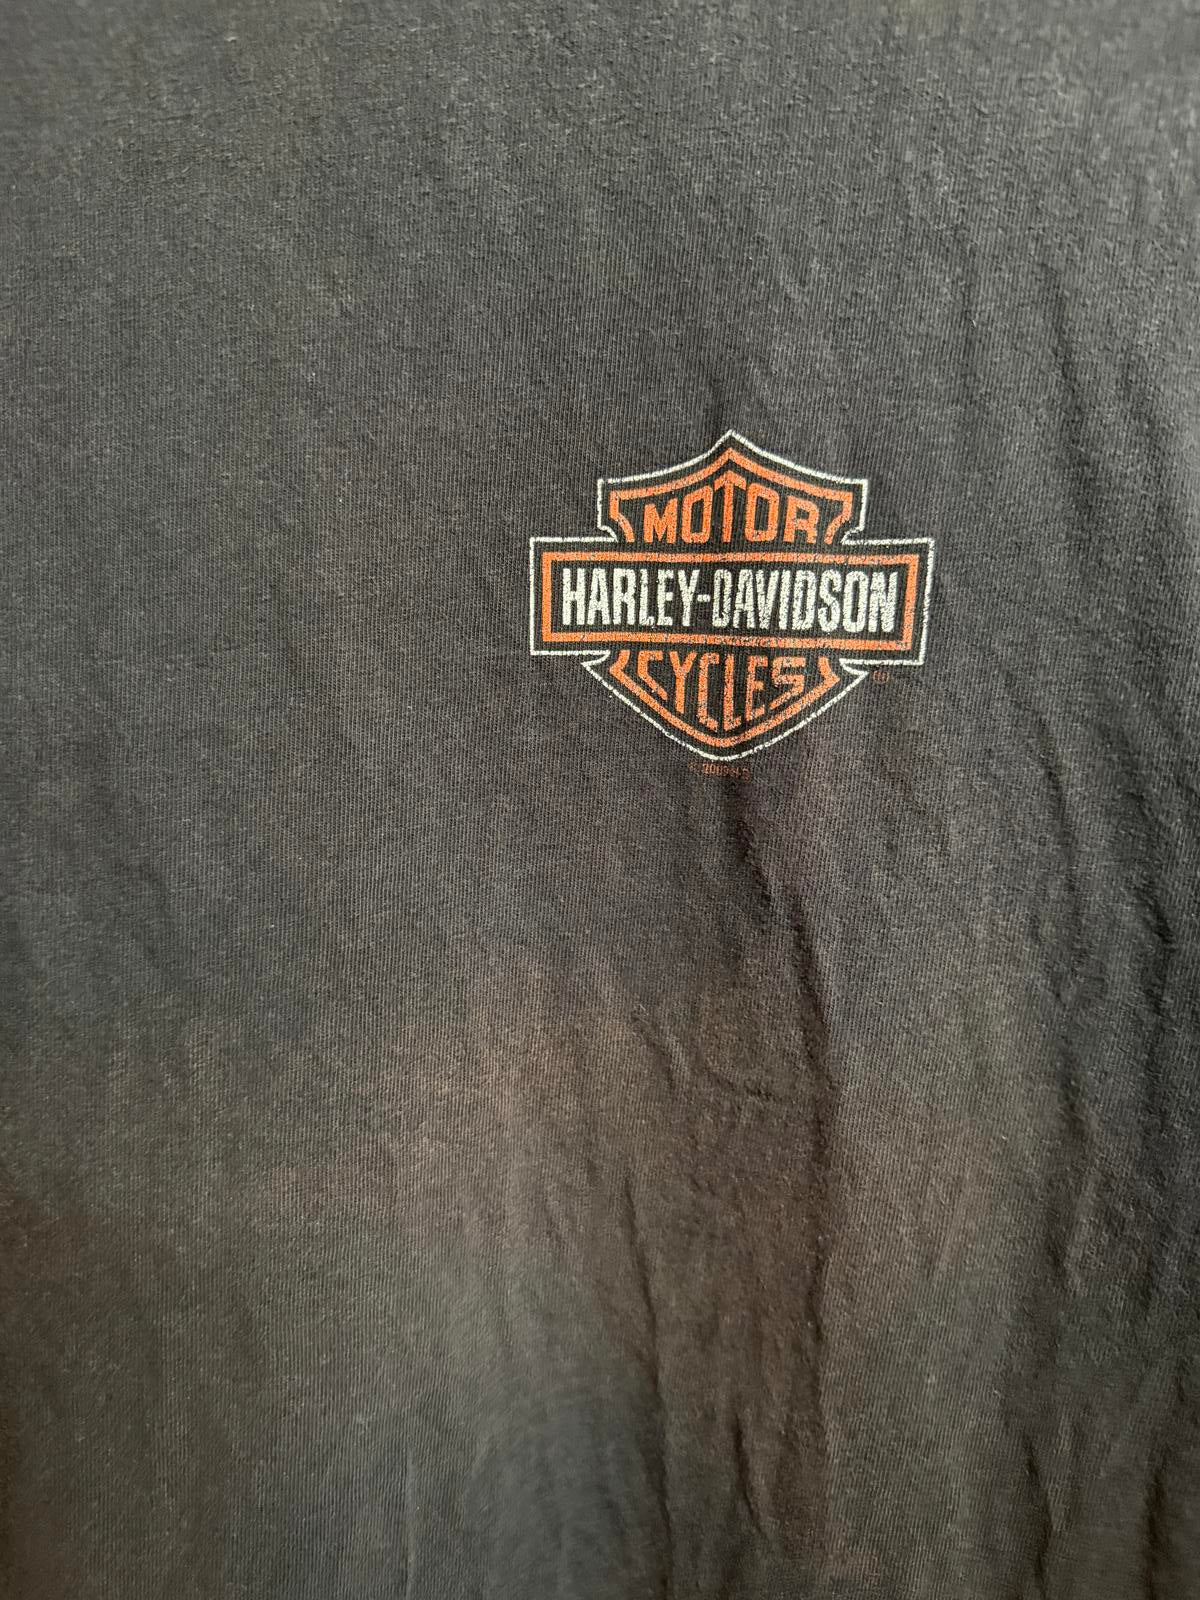 MOTOR
HARLEY-DAVIDSON
CYCLES
®